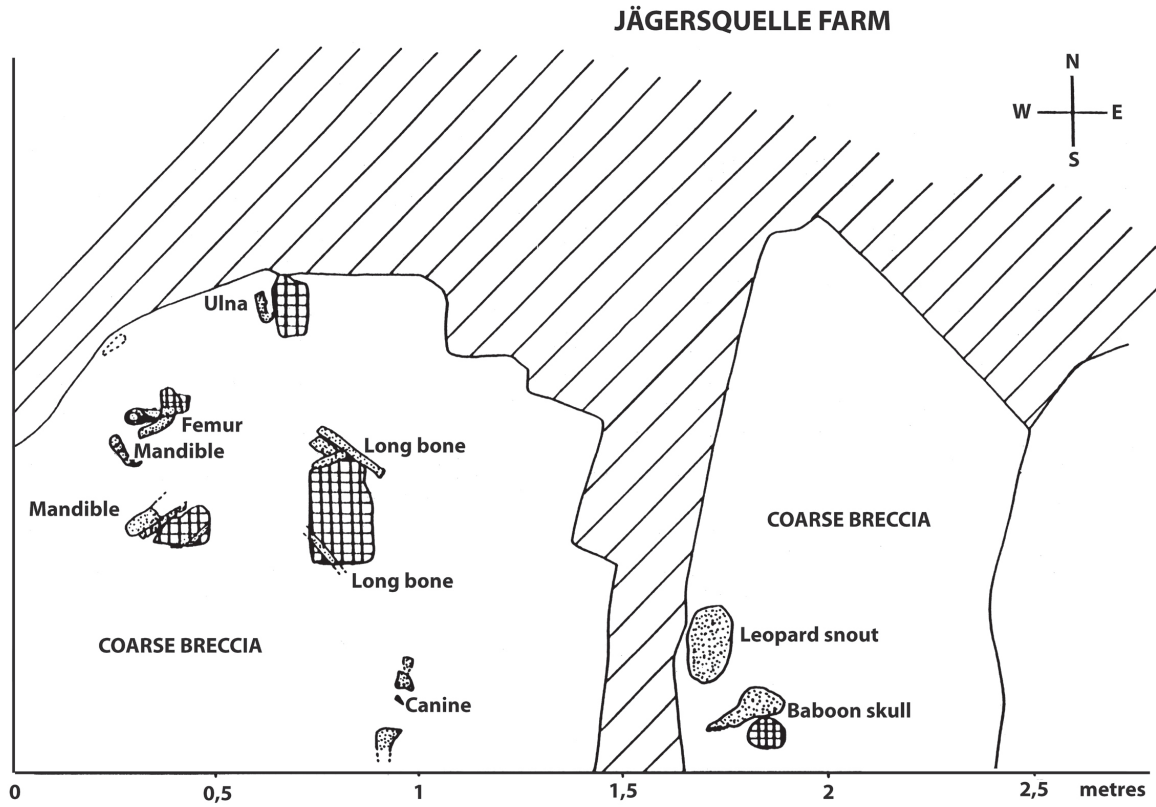 JÄGERSQUELLE FARM
N
W E
S
Ulna
Femur
Mandible
Long bone
Mandible
COARSE BRECCIA
Long bone
Leopard snout
COARSE BRECCIA
Canine
Baboon skull
0 0,5 1 1,5 2 2,5 metres